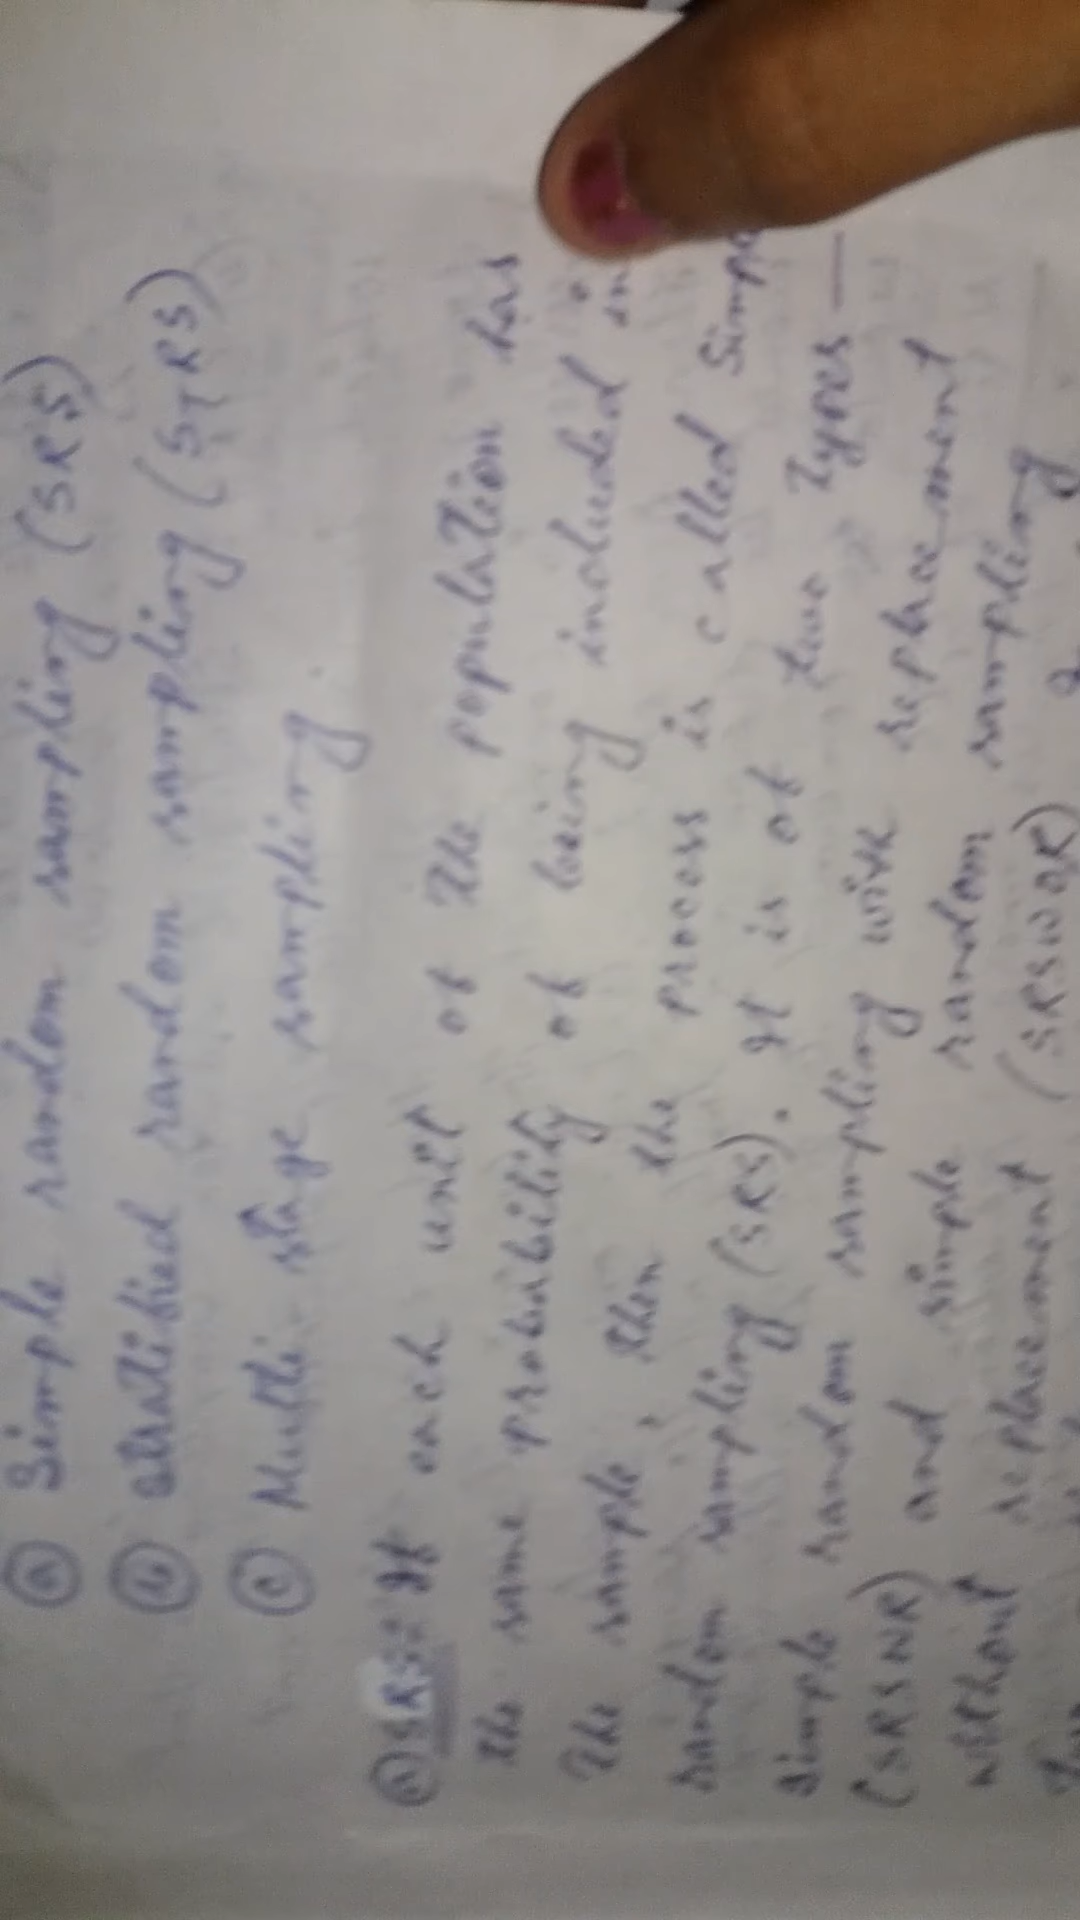 (a) Simple random sampling (SRS)
(b) Stratified random sampling (STRS)
(c) Multi-stage sampling.
(a) SRS: If each unit of the population has
the same probability of being included in
the sample, then the process is called Simple
random sampling (SRS). It is of two types —
Simple random sampling with replacement
(SRSWR) and simple random sampling
without replacement (SRSWOR)